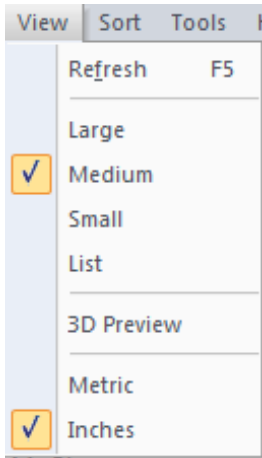 View Sort Tools
Refresh F5
Large
Medium
Small
List
3D Preview
Metric
Inches